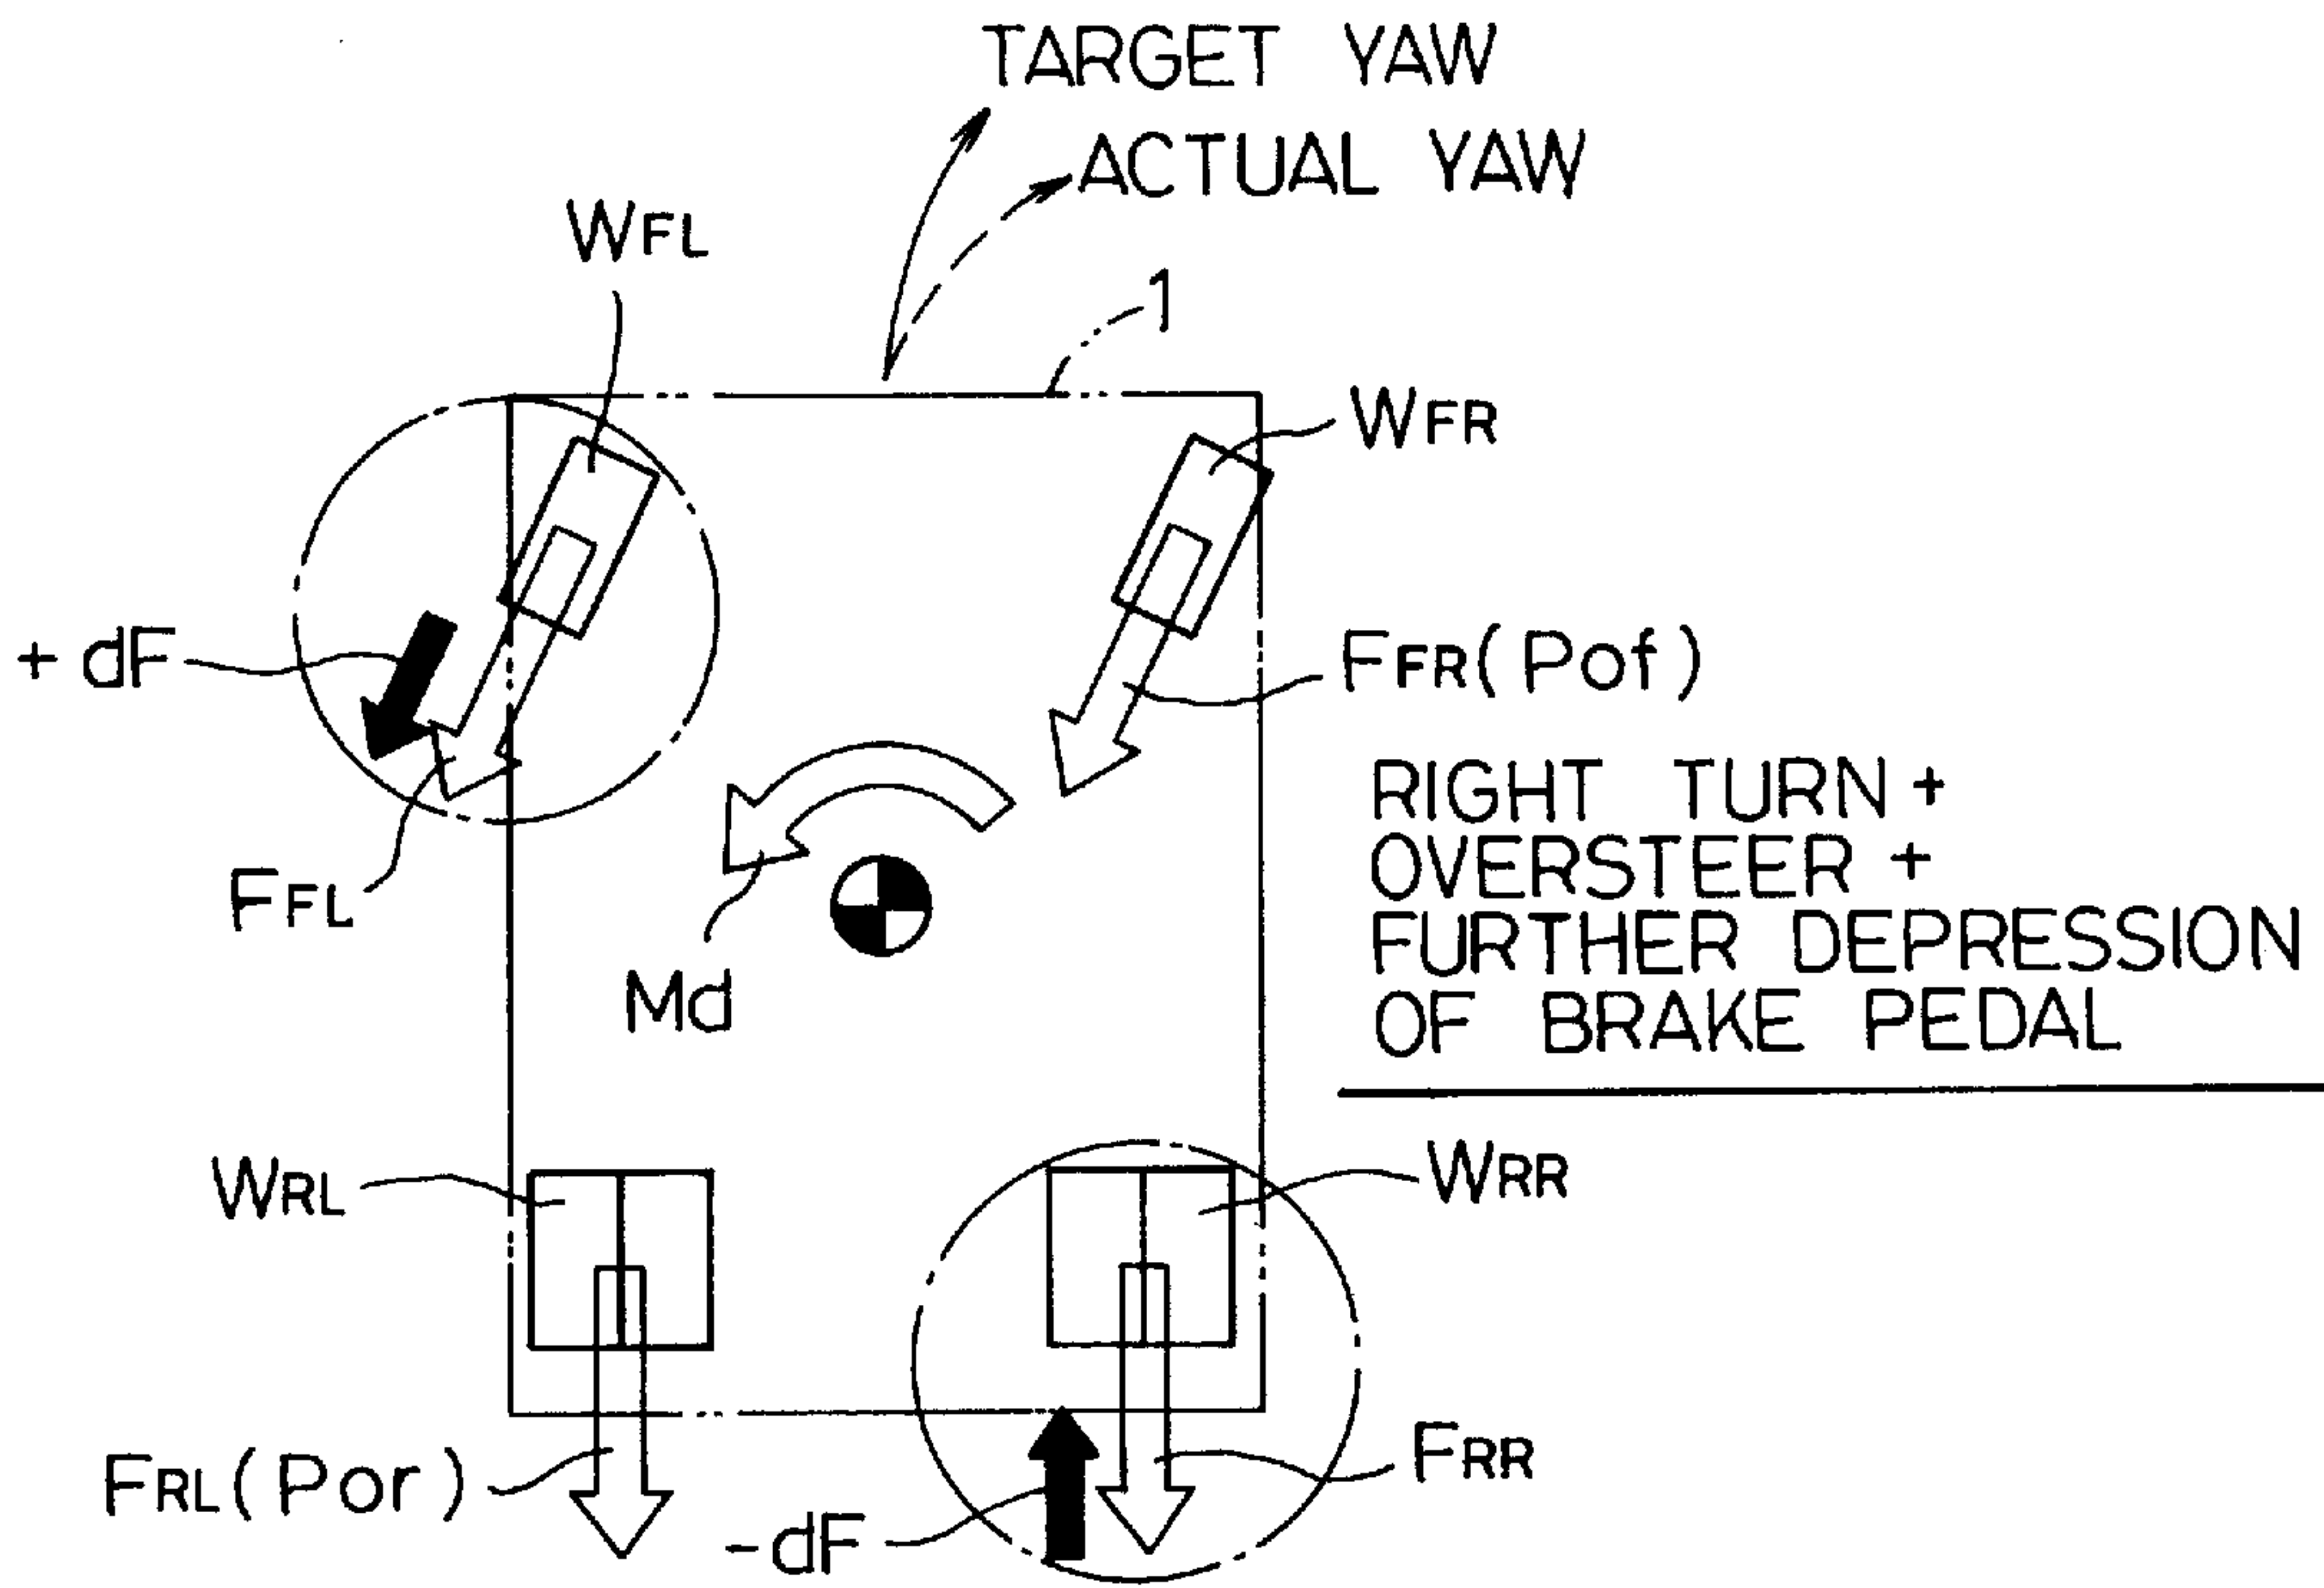 TARGET YAW
ACTUAL YAW
WFL
1
WFR
+ dF
FFR(Pof)
RIGHT TURN +
OVERSTEER +
FURTHER DEPRESSION
OF BRAKE PEDAL
FFL
Md
WRL
WRR
FRL(Por)
FRR
-dF